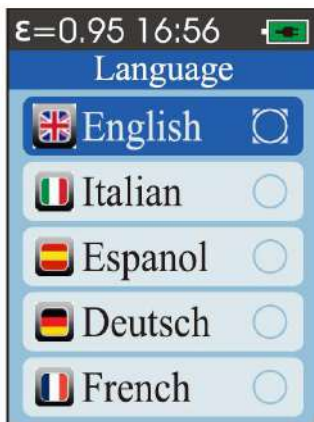 ε=0.95 16:56
Language
English
Italian
Espanol
Deutsch
French